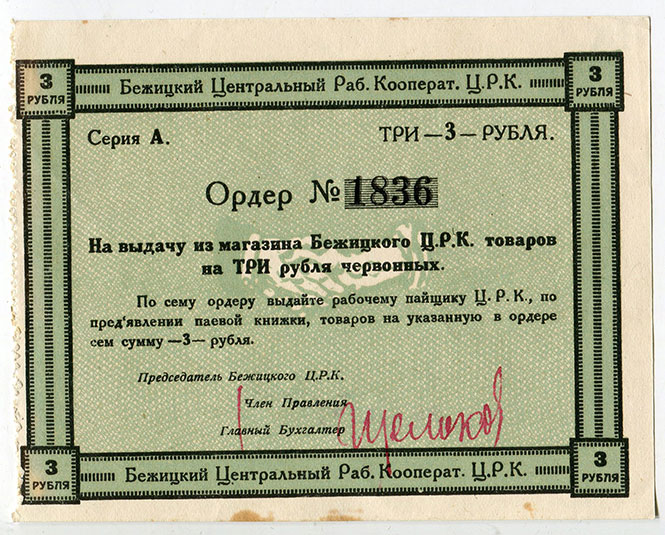 3 РУБЛЯ
Бежицкий Центральный Раб. Кооперат. Ц.Р.К.
3 РУБЛЯ
Серия А.
ТРИ —3— РУБЛЯ.
Ордер № 1836
На выдачу из магазина Бежицкого Ц.Р.К. товаров
на ТРИ рубля червонных.
По сему ордеру выдайте рабочему пайщику Ц. Р. К., по
пред'явлении паевой книжки, товаров на указанную в ордере
сем сумму —3— рубля.
Председатель Бежицкого Ц.Р.К.
Член Правления
Главный Бухгалтер
3 РУБЛЯ
Бежицкий Центральный Раб. Кооперат. Ц.Р.К.
3 РУБЛЯ